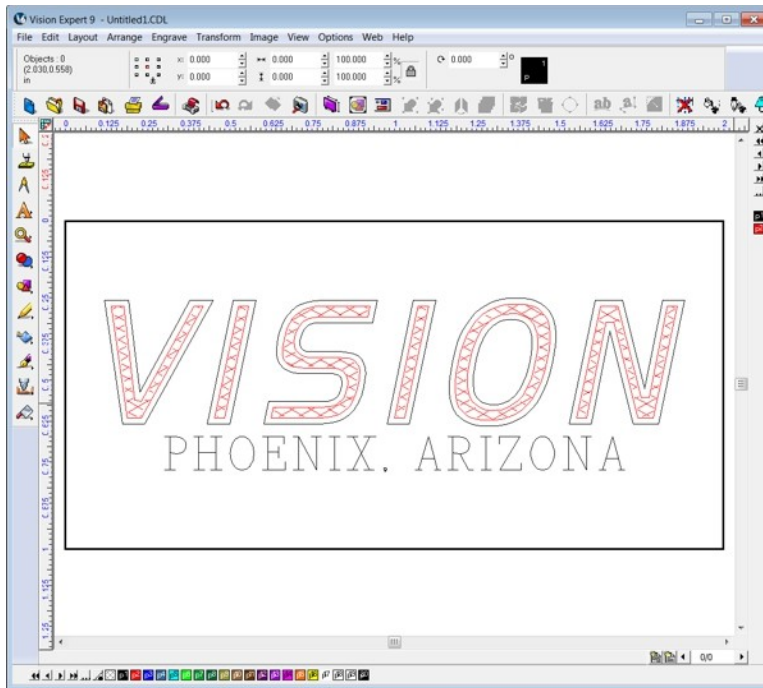 Vision Expert 9 - Untitled1.CDL
File Edit Layout Arrange Engrave Transform Image View Options Web Help
Objects : 0
(2.030,0.558)
in
x: 0.000 0.000 100.000 % 0.000 °
y: 0.000 0.000 100.000 %
1
p
ab a
0 0.125 0.25 0.375 0.5 0.625 0.75 0.875 1 1.125 1.25 1.375 1.5 1.625 1.75 1.875 2
VISION
PHOENIX, ARIZONA
0/0